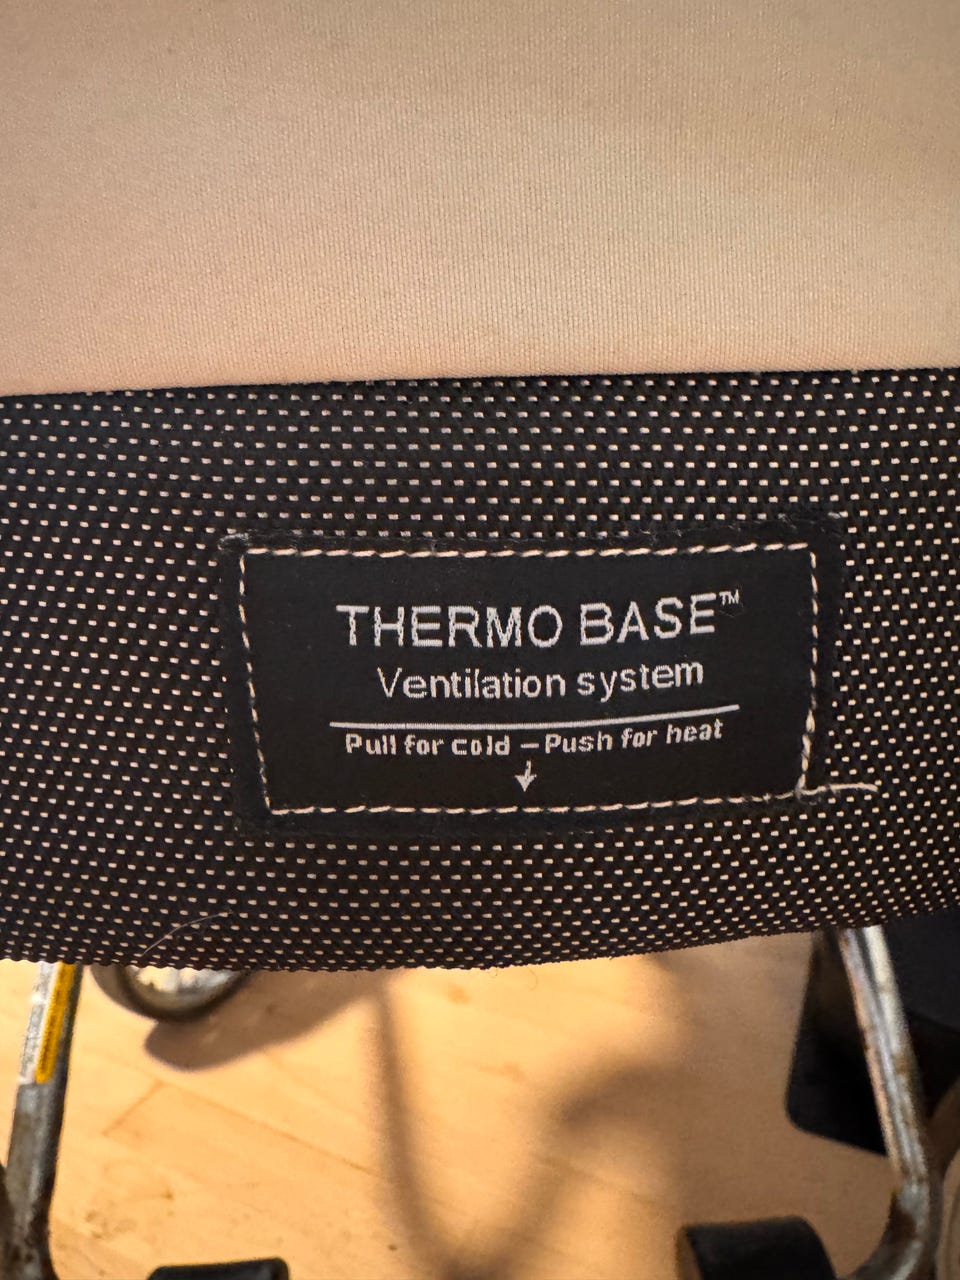 THERMO BASE™
Ventilation system
Pull for cold – Push for heat